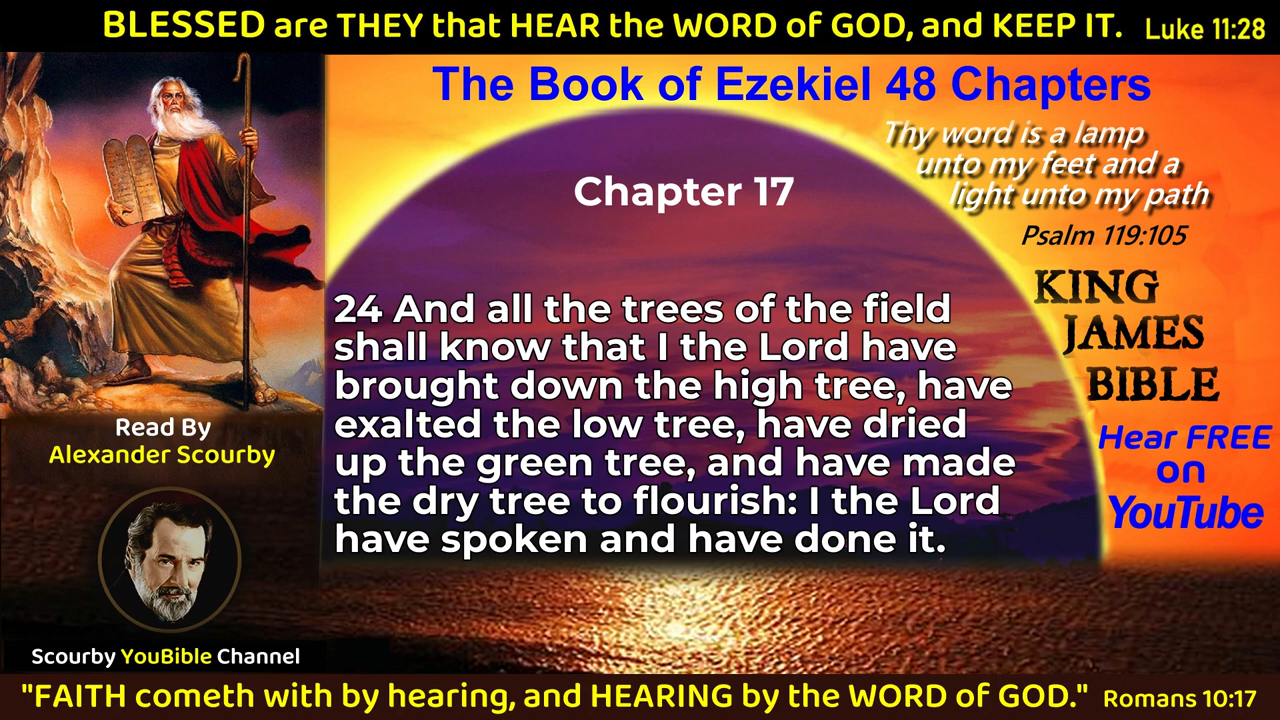 BLESSED are THEY that HEAR the WORD of GOD, and KEEP IT. Luke 11:28
The Book of Ezekiel 48 Chapters
Thy word is a lamp
unto my feet and a
light unto my path
Psalm 119:105
Chapter 17
KING
JAMES
BIBLE
24 And all the trees of the field
shall know that I the Lord have
brought down the high tree, have
exalted the low tree, have dried
up the green tree, and have made
the dry tree to flourish: I the Lord
have spoken and have done it.
Hear FREE
on
YouTube
Read By
Alexander Scourby
Scourby YouBible Channel
"FAITH cometh with by hearing, and HEARING by the WORD of GOD." Romans 10:17